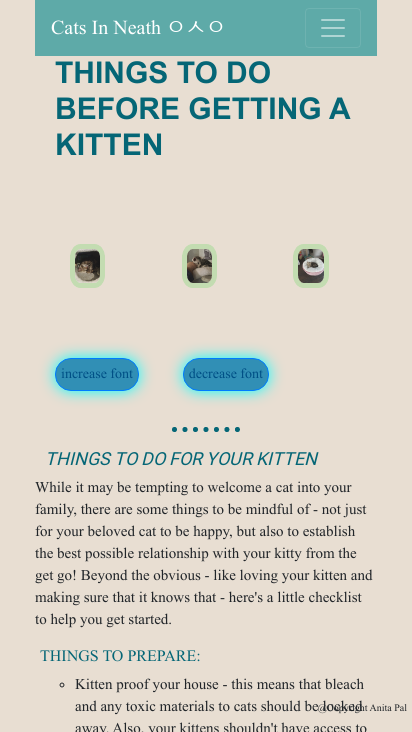 Cats In Neath ㅇㅅㅇ
THINGS TO DO
BEFORE GETTING A
KITTEN
increase font
decrease font
THINGS TO DO FOR YOUR KITTEN
While it may be tempting to welcome a cat into your
family, there are some things to be mindful of - not just
for your beloved cat to be happy, but also to establish
the best possible relationship with your kitty from the
get go! Beyond the obvious - like loving your kitten and
making sure that it knows that - here's a little checklist
to help you get started.
THINGS TO PREPARE:
Kitten proof your house - this means that bleach
and any toxic materials to cats should be locked
@Copyright Anita Pal
away. Also, your kittens shouldn't have access to